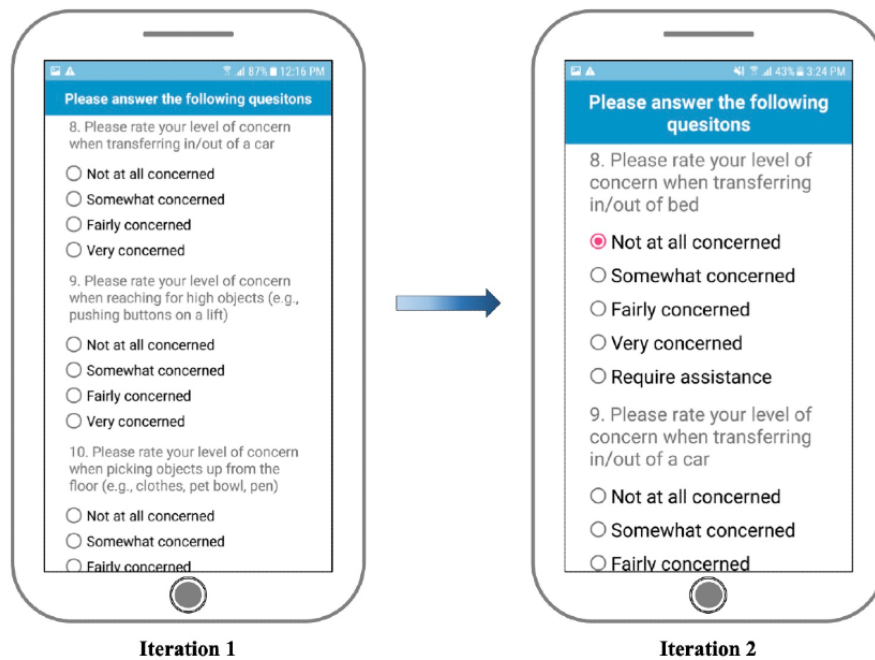 87% 12:16 PM
Please answer the following quesitons
8. Please rate your level of concern
when transferring in/out of a car
Not at all concerned
Somewhat concerned
Fairly concerned
Very concerned
9. Please rate your level of concern
when reaching for high objects (e.g.,
pushing buttons on a lift)
Not at all concerned
Somewhat concerned
Fairly concerned
Very concerned
10. Please rate your level of concern
when picking objects up from the
floor (e.g., clothes, pet bowl, pen)
Not at all concerned
Somewhat concerned
Fairly concerned
Iteration 1
43% 3:24 PM
Please answer the following
quesitons
8. Please rate your level of
concern when transferring
in/out of bed
Not at all concerned
Somewhat concerned
Fairly concerned
Very concerned
Require assistance
9. Please rate your level of
concern when transferring
in/out of a car
Not at all concerned
Somewhat concerned
Fairly concerned
Iteration 2